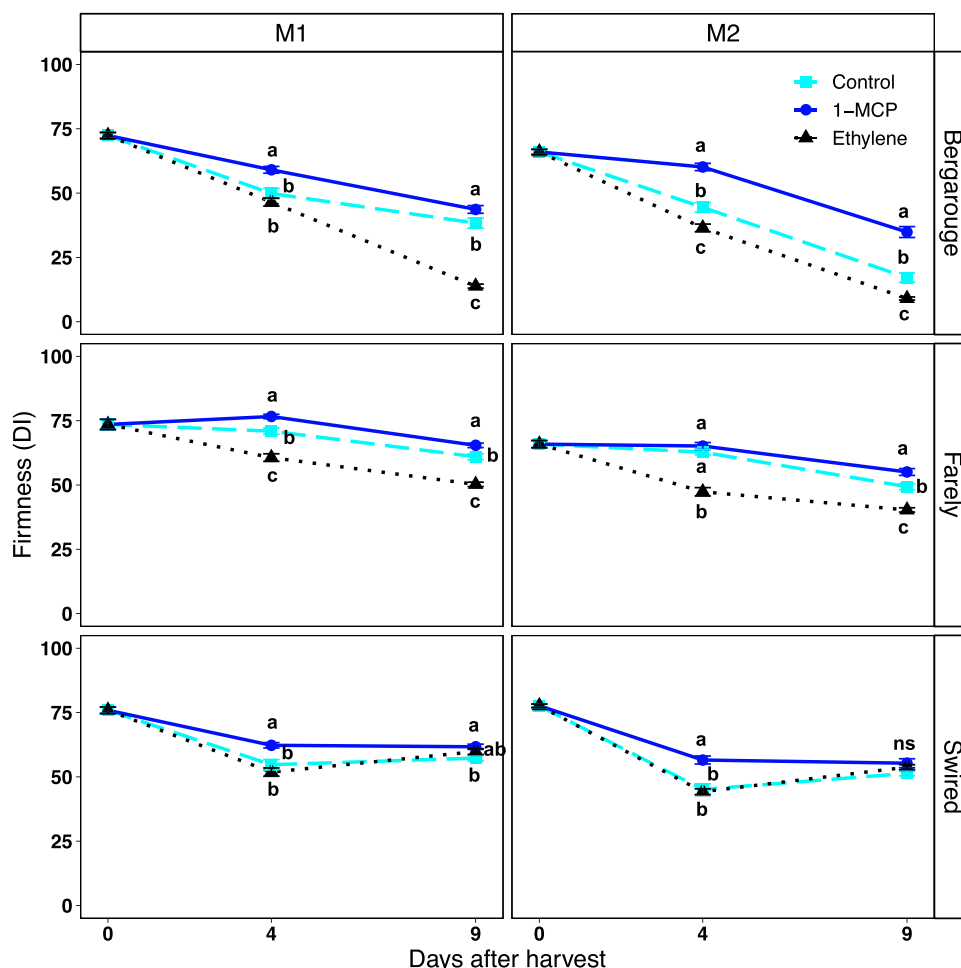 M1
M2
100
75
50
25
0
a
b
b
a
b
c
Control
1−MCP
Ethylene
a
b
c
a
b
c
Bergarouge
100
75
50
25
0
a
b
c
a
b
c
a
a
b
a
b
c
Farely
100
75
50
25
0
a
b
b
a
ab
b
a
b
b
ns
Swired
0
4
9
0
4
9
Firmness (DI)
Days after harvest